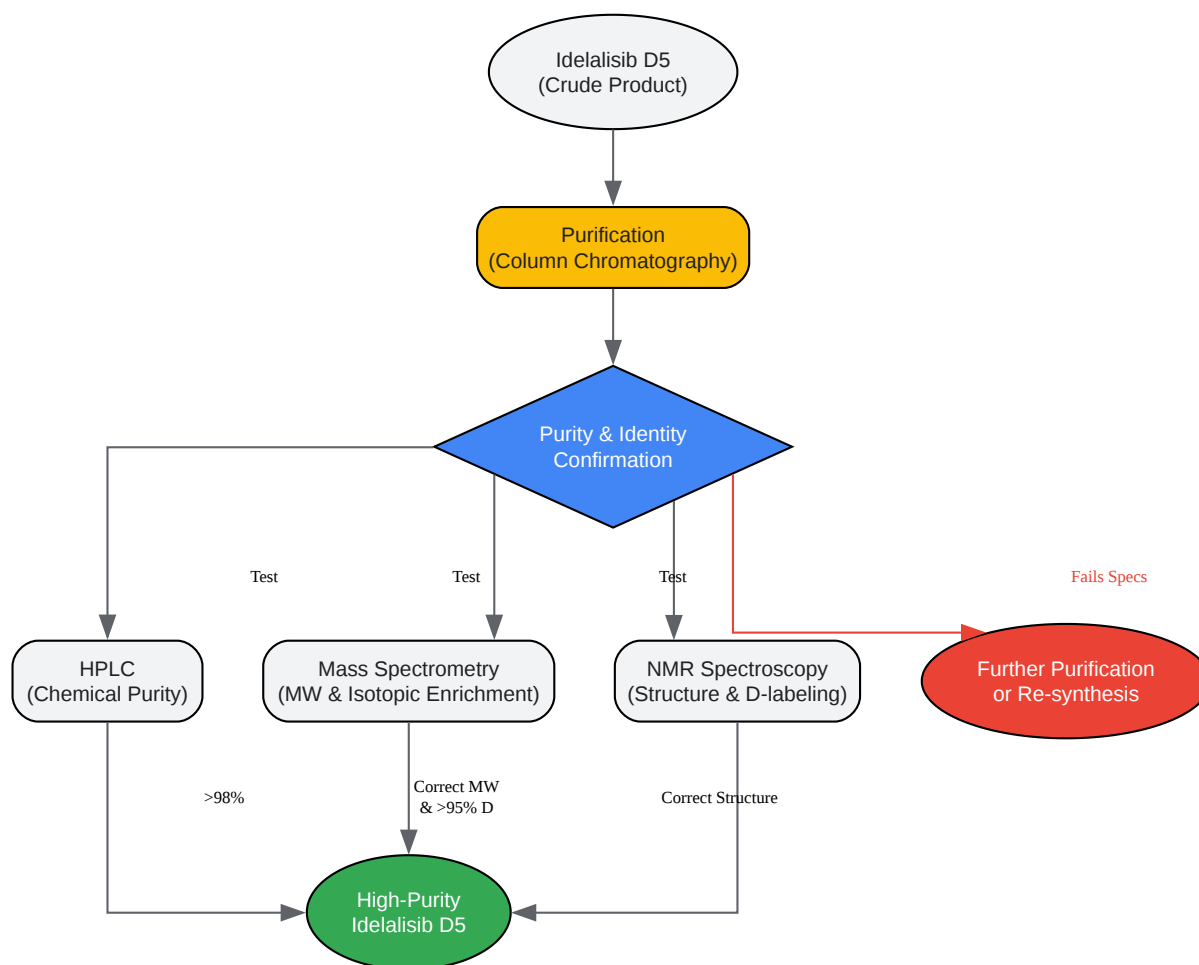 Idelalisib D5
(Crude Product)
Purification
(Column Chromatography)
Purity & Identity
Confirmation
Test
Test
Test
Fails Specs
HPLC
(Chemical Purity)
Mass Spectrometry
(MW & Isotopic Enrichment)
NMR Spectroscopy
(Structure & D-labeling)
Further Purification
or Re-synthesis
>98%
Correct MW
& >95% D
Correct Structure
High-Purity
Idelalisib D5